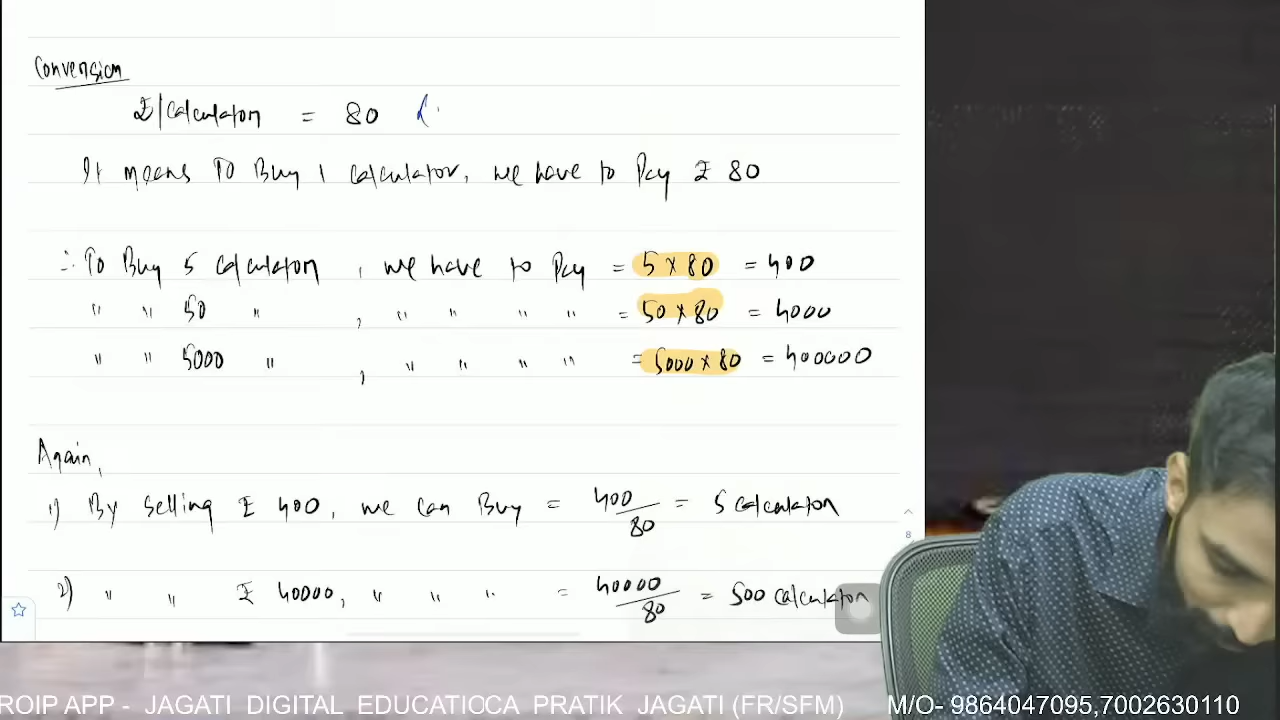 Conversion
₹/Calculator = 80 (
It means To Buy 1 calculator, we have to Pay ₹ 80
∴ To Buy 5 calculator, we have to Pay = 5 × 80 = 400
" " 50 " , " " " " = 50 × 80 = 4000
" " 5000 " , " " " " = 5000 × 80 = 400000
Again,
1) By selling ₹ 400, we can Buy = 400/80 = 5 calculator
2) " " ₹ 40000, " " " = 40000/80 = 500 calculator
8
ROIP APP - JAGATI DIGITAL EDUCATIOCA PRATIK JAGATI (FR/SFM) M/O- 9864047095,7002630110